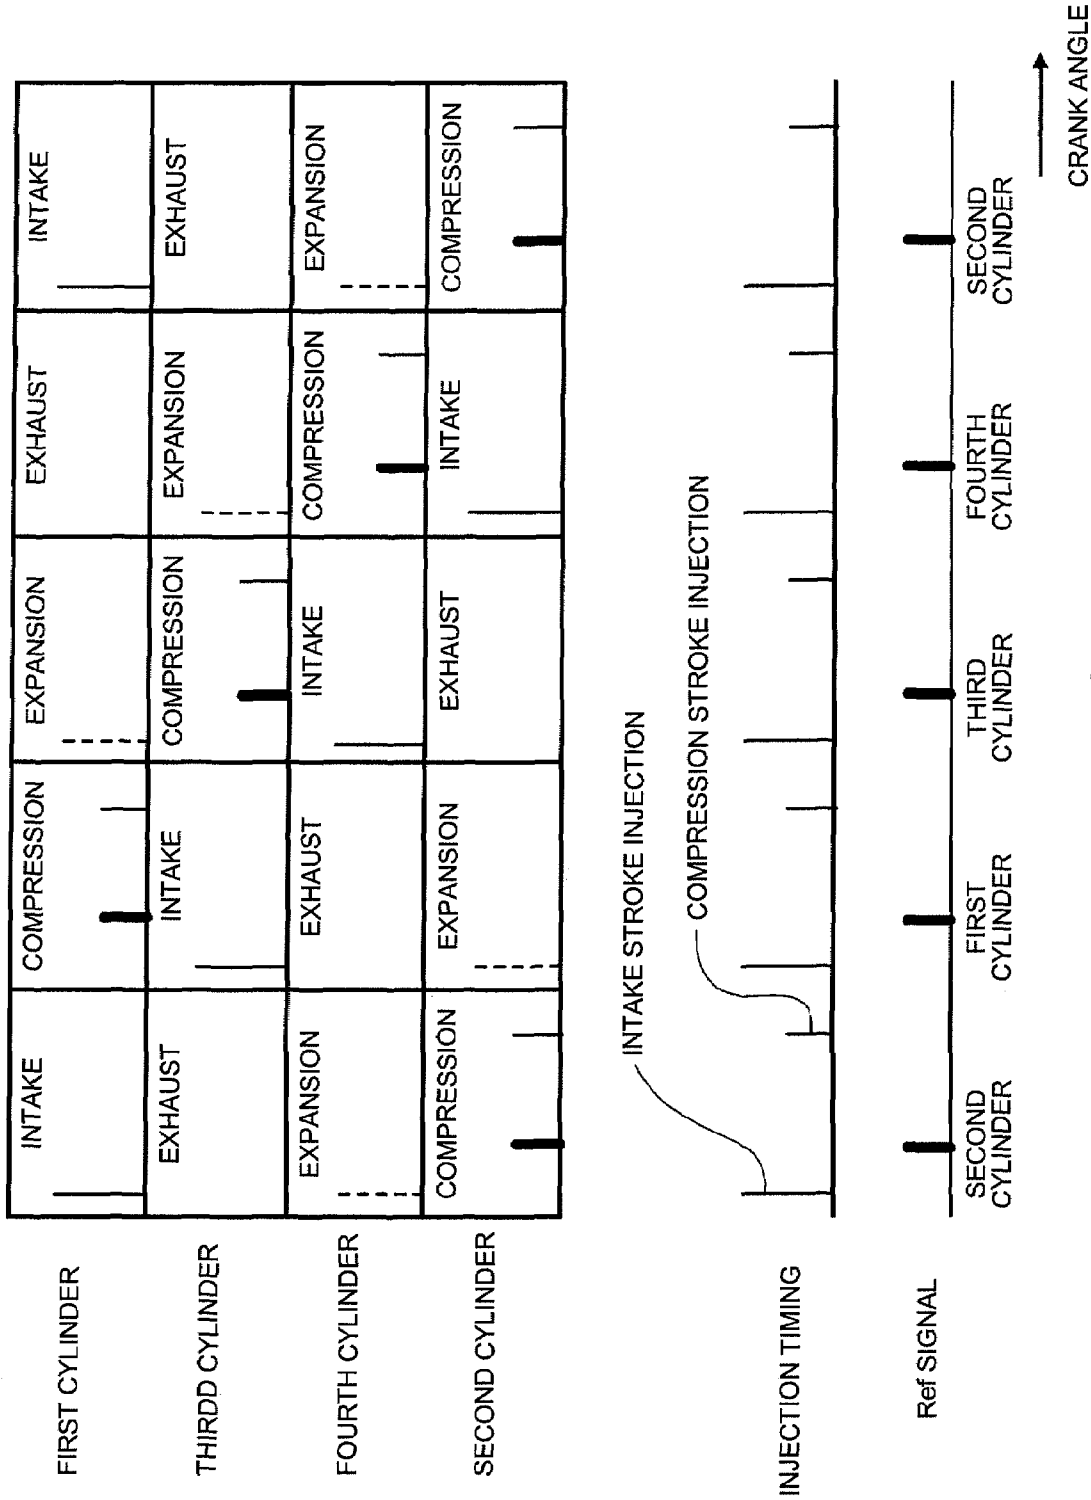 FIRST CYLINDER
INTAKE
COMPRESSION
EXPANSION
EXHAUST
INTAKE
THIRDD CYLINDER
EXHAUST
INTAKE
COMPRESSION
EXPANSION
EXHAUST
FOURTH CYLINDER
EXPANSION
EXHAUST
INTAKE
COMPRESSION
EXPANSION
SECOND CYLINDER
COMPRESSION
EXPANSION
EXHAUST
INTAKE
COMPRESSION
INTAKE STROKE INJECTION
COMPRESSION STROKE INJECTION
INJECTION TIMING
Ref SIGNAL
SECOND
CYLINDER
FIRST
CYLINDER
THIRD
CYLINDER
FOURTH
CYLINDER
SECOND
CYLINDER
CRANK ANGLE